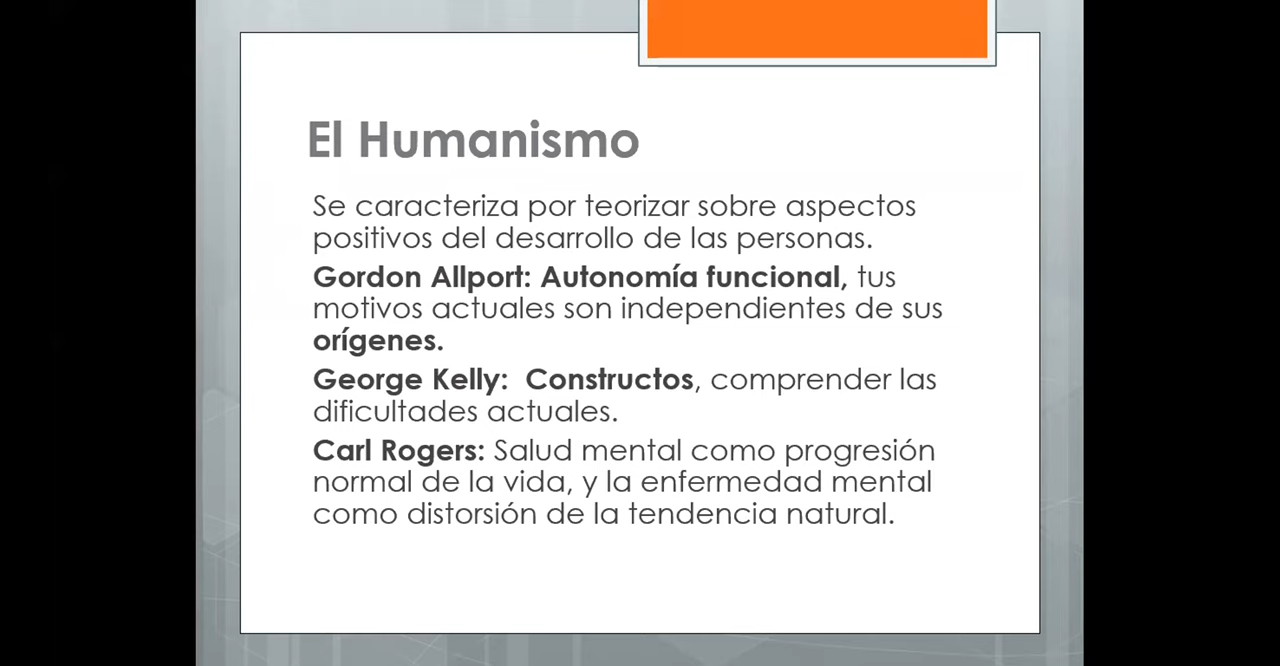 El Humanismo
Se caracteriza por teorizar sobre aspectos
positivos del desarrollo de las personas.
Gordon Allport: Autonomía funcional, tus
motivos actuales son independientes de sus
orígenes.
George Kelly:  Constructos, comprender las
dificultades actuales.
Carl Rogers: Salud mental como progresión
normal de la vida, y la enfermedad mental
como distorsión de la tendencia natural.